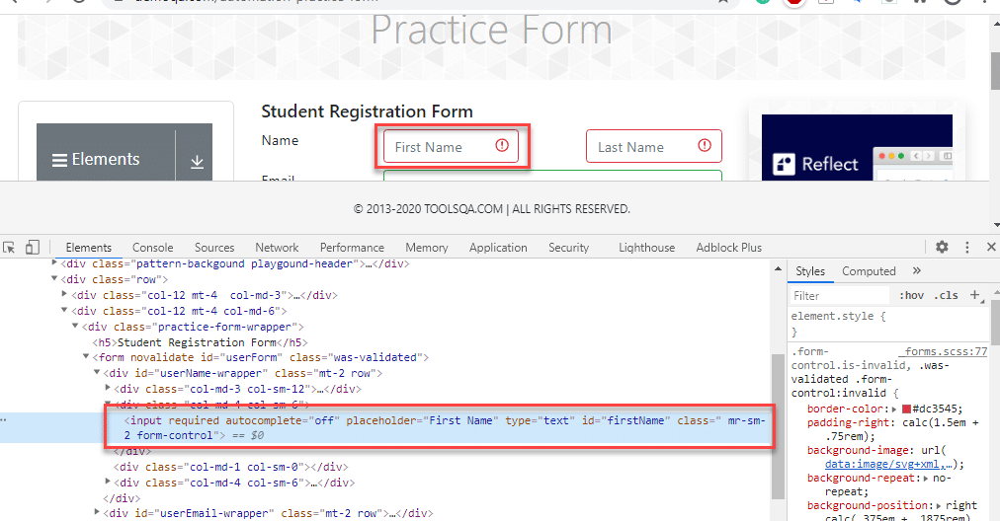 Practice Form
Student Registration Form
Elements
Name
First Name
Last Name
Reflect
© 2013-2020 TOOLSQA.COM | ALL RIGHTS RESERVED.
Elements Console Sources Network Performance Memory Application Security Lighthouse Adblock Plus
<div class="pattern-backgound playgound-header">…</div>
<div class="row">
<div class="col-12 mt-4  col-md-3">…</div>
<div class="col-12 mt-4 col-md-6">
<div class="practice-form-wrapper">
<h5>Student Registration Form</h5>
<form novalidate id="userForm" class="was-validated">
<div id="userName-wrapper" class="mt-2 row">
<div class="col-md-3 col-sm-12">…</div>
<div class="col-md-4 col-sm-6">
<input required autocomplete="off" placeholder="First Name" type="text" id="firstName" class=" mr-sm-
2 form-control"> == $0
</div>
<div class="col-md-1 col-sm-0"></div>
<div class="col-md-4 col-sm-6">…</div>
</div>
<div id="userEmail-wrapper" class="mt-2 row">…</div>
Styles Computed »
Filter :hov .cls +
element.style {
}
.form- _forms.scss:77
control.is-invalid, .was-
validated .form-
control:invalid {
border-color: #dc3545;
padding-right: calc(1.5em +
.75rem);
background-image: url(
data:image/svg+xml,…);
background-repeat: no-
repeat;
background-position: right
calc(.375em + .1875rem)